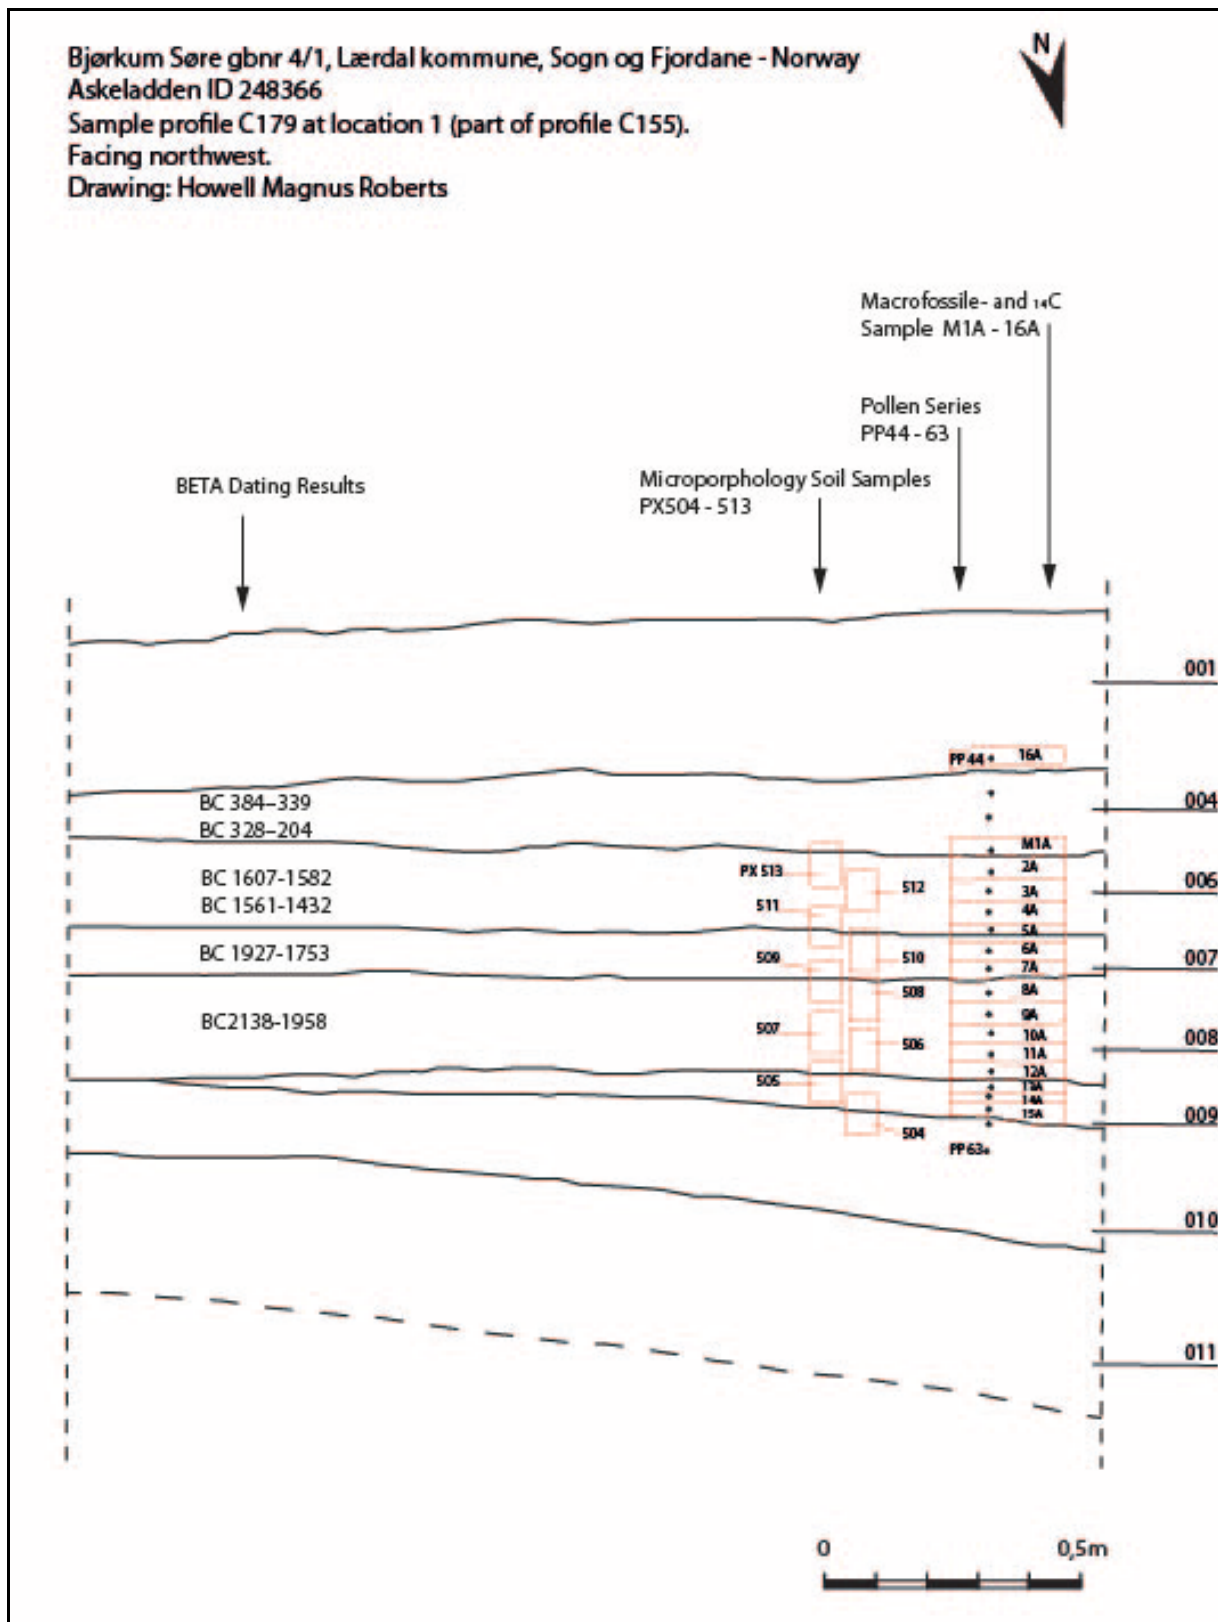 Bjørkum Søre gbnr 4/1, Lærdal kommune, Sogn og Fjordane - Norway
Askeladden ID 248366
Sample profile C179 at location 1 (part of profile C155).
Facing northwest.
Drawing: Howell Magnus Roberts
N
Macrofossile- and 14C
Sample M1A - 16A
Pollen Series
PP44 - 63
Microporphology Soil Samples
PX504 - 513
BETA Dating Results
001
PP 44
16A
BC 384–339
004
BC 328–204
M1A
2A
PX 513
512
BC 1607-1582
006
3A
BC 1561-1432
511
4A
5A
BC 1927-1753
6A
509
510
007
7A
508
8A
9A
BC2138-1958
507
506
10A
008
11A
12A
505
13A
14A
15A
504
009
PP 63
010
011
0
0,5m